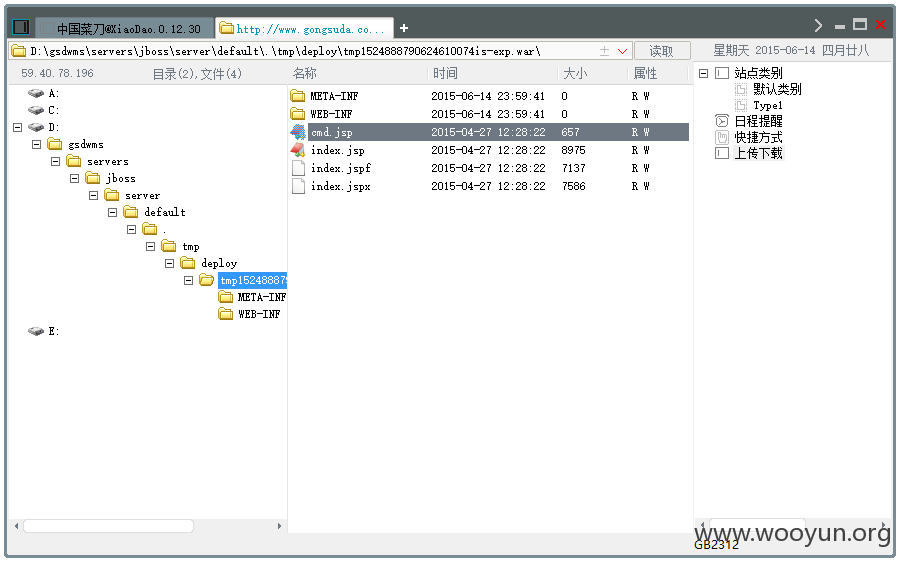 中国菜刀@XiaoDao.0.12.30
http://www.gongsuda.co...
+
D:\gsdwms\servers\jboss\server\default\.\tmp\deploy\tmp1524888790624610074is-exp.war\
读取
星期天 2015-06-14 四月廿八
59.40.78.196
目录(2),文件(4)
名称 时间 大小 属性
A:
C:
D:
gsdwms
servers
jboss
server
default
.
tmp
deploy
tmp152488879
META-INF
WEB-INF
E:
META-INF 2015-06-14 23:59:41 0 R W
WEB-INF 2015-06-14 23:59:41 0 R W
cmd.jsp 2015-04-27 12:28:22 657 R W
index.jsp 2015-04-27 12:28:22 8975 R W
index.jspf 2015-04-27 12:28:22 7137 R W
index.jspx 2015-04-27 12:28:22 7586 R W
站点类别
默认类别
Type1
日程提醒
快捷方式
上传下载
www.wooyun.org
GB2312